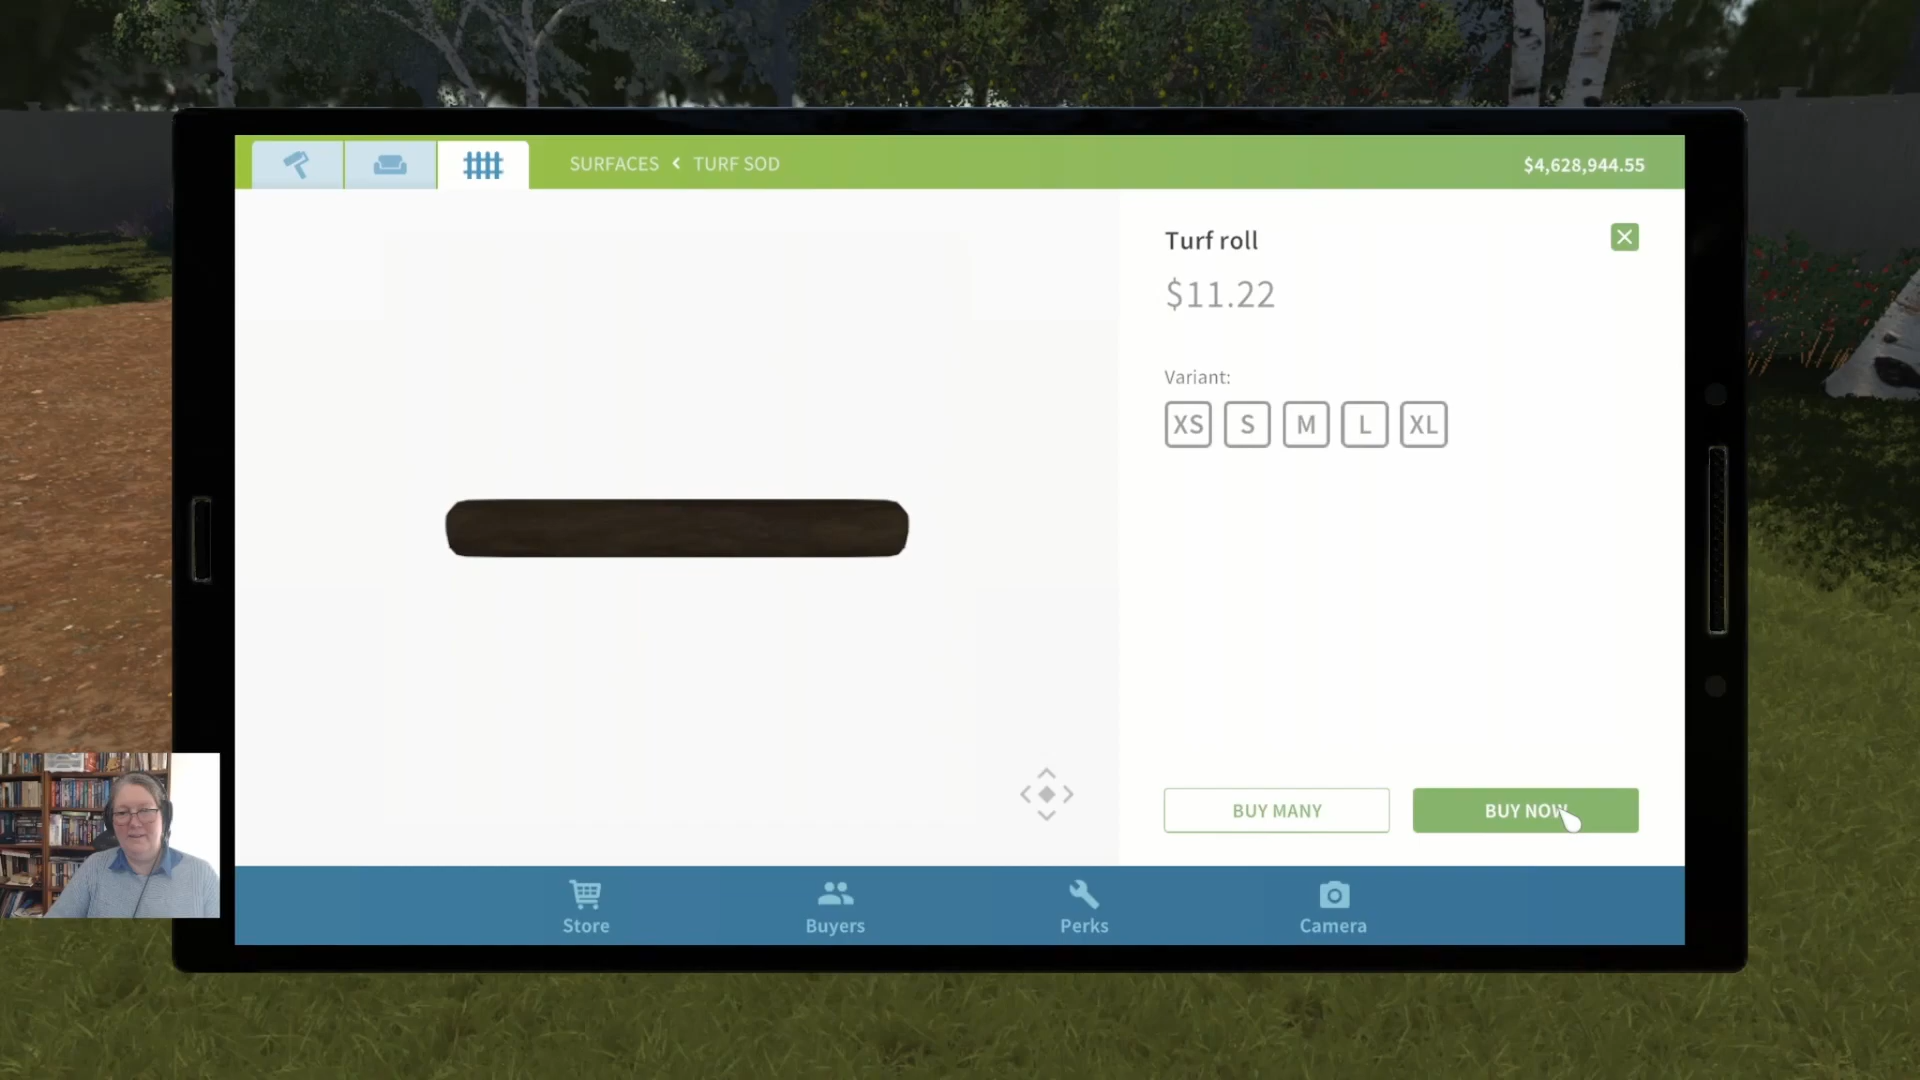 SURFACES < TURF SOD
$4,628,944.55
Turf roll
$11.22
Variant:
XS S M L XL
BUY MANY
BUY NOW
Store
Buyers
Perks
Camera